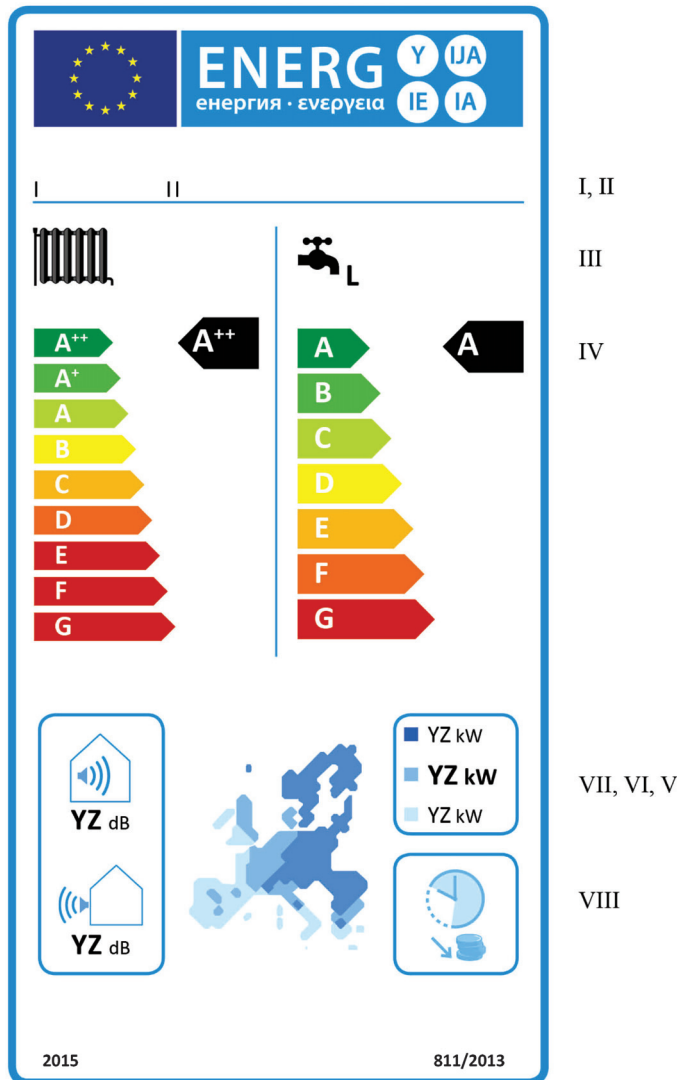 ENERG Y IJA
енергия · ενεργεια IE IA
I II I, II
III
L
A++ A++ A A IV
A+ B
A C
B D
C E
D F
E G
F
G
YZ kW
YZ kW VII, VI, V
YZ dB YZ kW
VIII
YZ dB
2015 811/2013